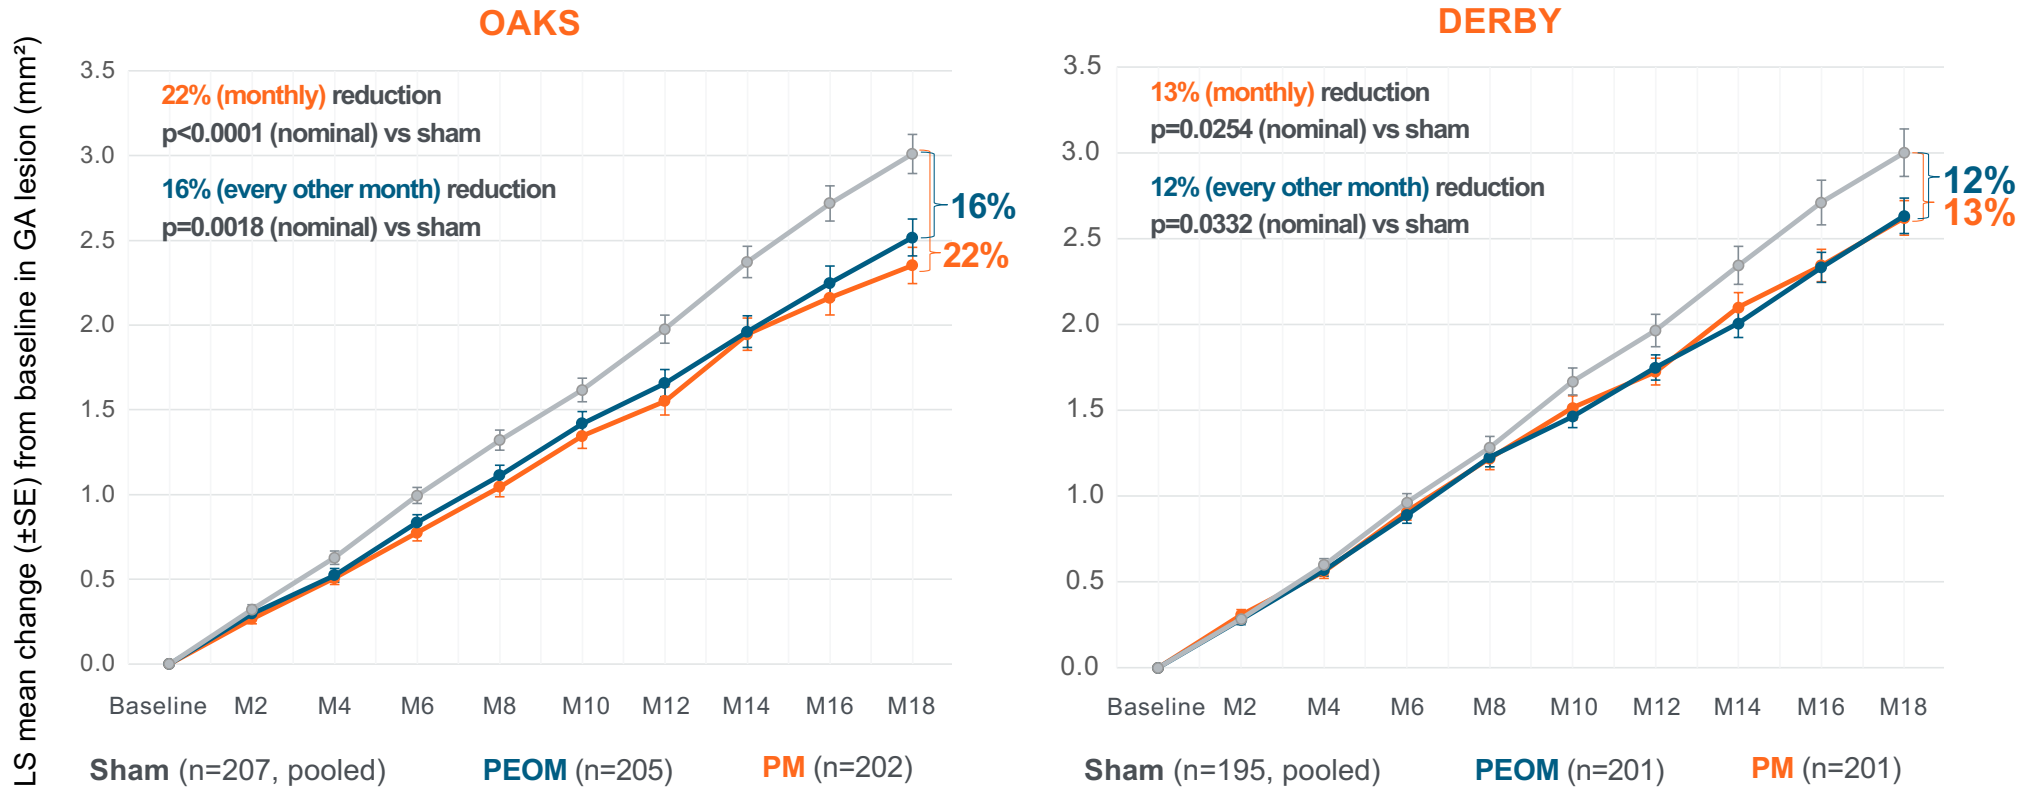 LS mean change (±SE) from baseline in GA lesion (mm²)
OAKS
3.5
3.0
2.5
2.0
1.5
1.0
0.5
0.0
22% (monthly) reduction
p<0.0001 (nominal) vs sham
16% (every other month) reduction
p=0.0018 (nominal) vs sham
16%
22%
Baseline M2 M4 M6 M8 M10 M12 M14 M16 M18
Sham (n=207, pooled) PEOM (n=205) PM (n=202)
DERBY
3.5
3.0
2.5
2.0
1.5
1.0
0.5
0.0
13% (monthly) reduction
p=0.0254 (nominal) vs sham
12% (every other month) reduction
p=0.0332 (nominal) vs sham
12%
13%
Baseline M2 M4 M6 M8 M10 M12 M14 M16 M18
Sham (n=195, pooled) PEOM (n=201) PM (n=201)